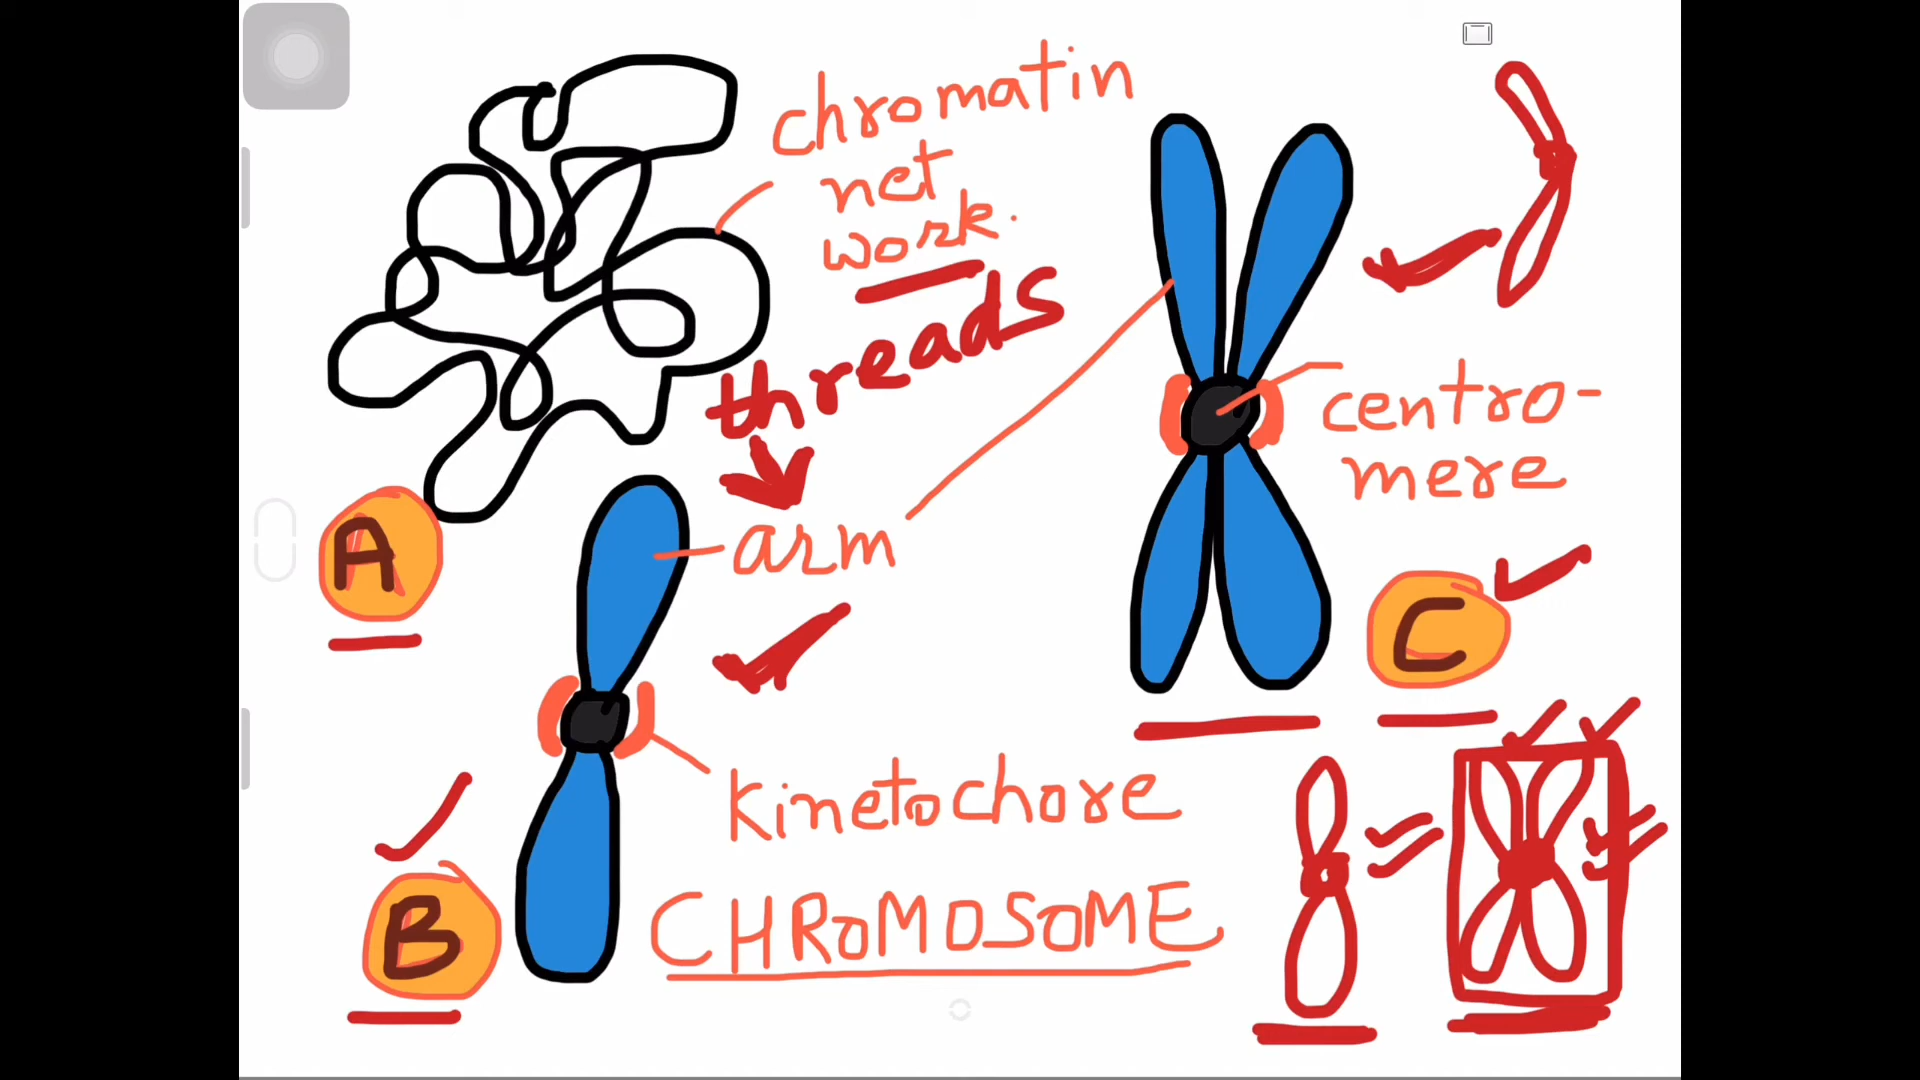 chromatin
net
work.
threads
arm
centro-
mere
A
C
kinetochore
B
CHROMOSOME